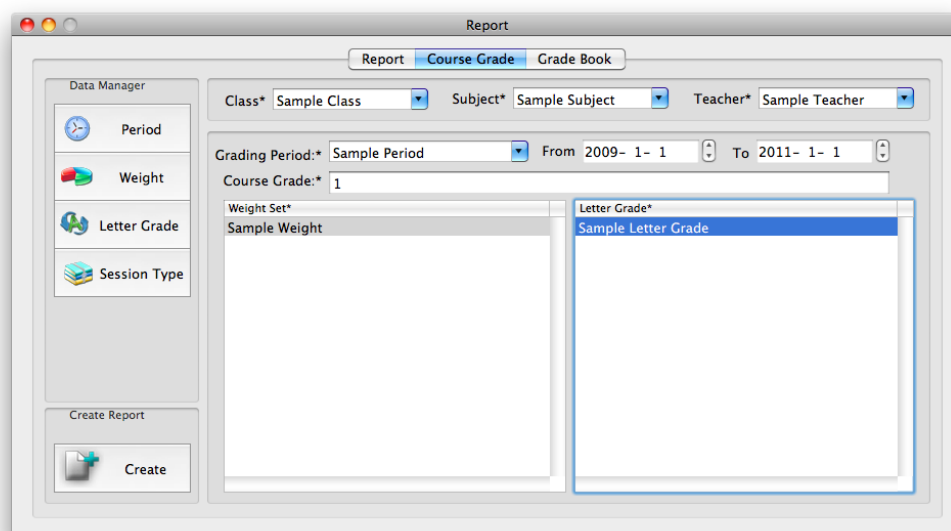 Report
Report Course Grade Grade Book
Data Manager
Period
Weight
Letter Grade
Session Type
Create Report
Create
Class* Sample Class Subject* Sample Subject Teacher* Sample Teacher
Grading Period:* Sample Period From 2009- 1- 1 To 2011- 1- 1
Course Grade:* 1
Weight Set*
Sample Weight
Letter Grade*
Sample Letter Grade